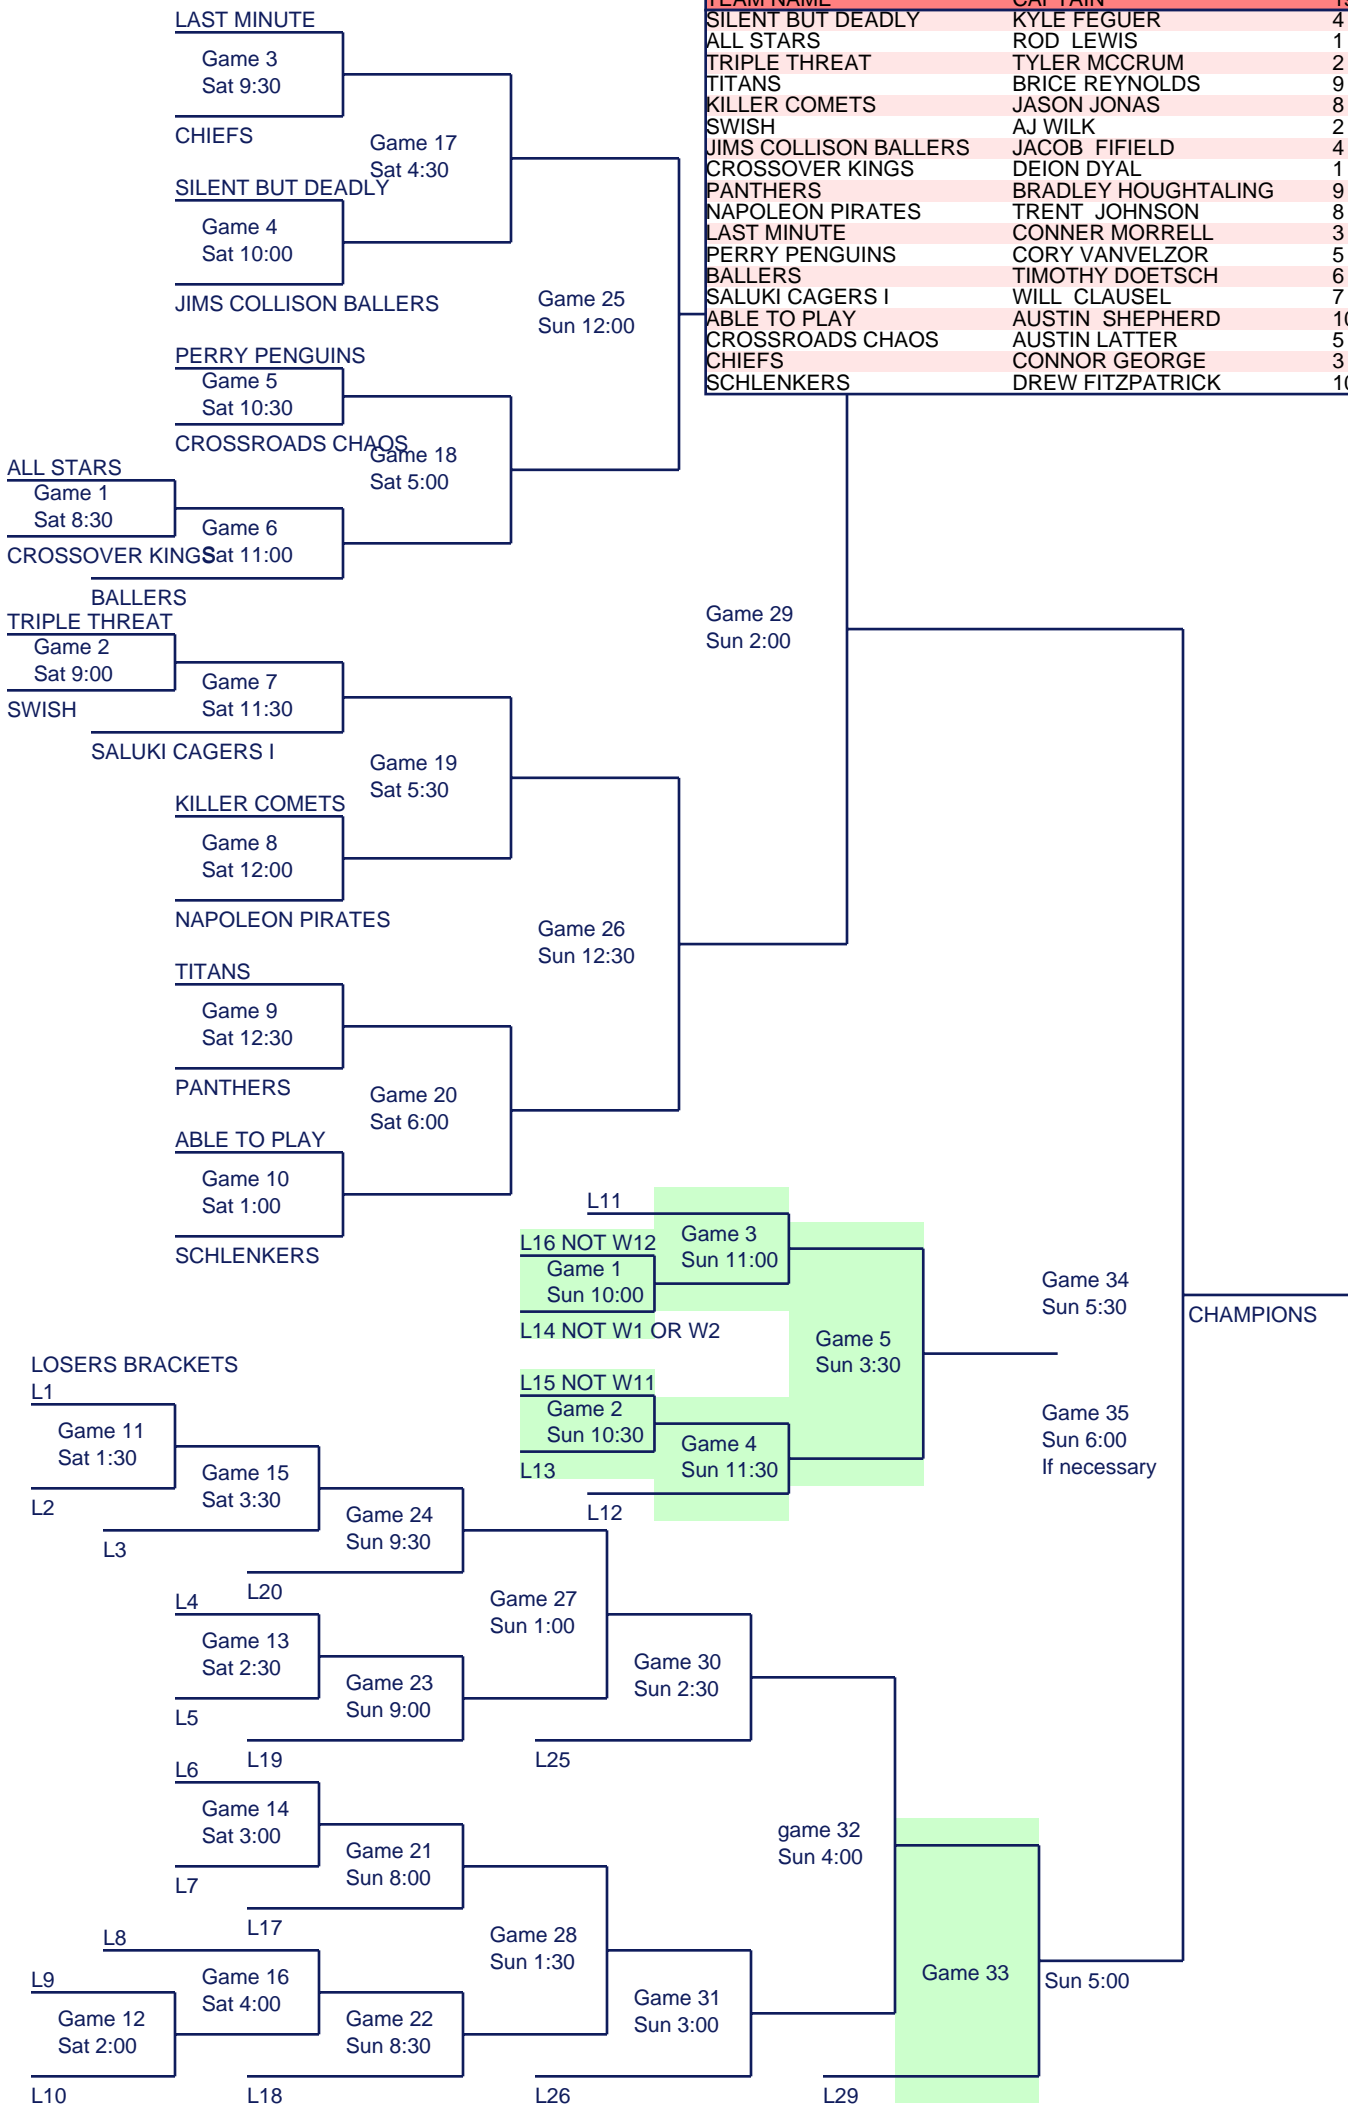 TEAM NAME CAPTAIN
SILENT BUT DEADLY KYLE FEGUER 4
ALL STARS ROD LEWIS 1
TRIPLE THREAT TYLER MCCRUM 2
TITANS BRICE REYNOLDS 9
KILLER COMETS JASON JONAS 8
SWISH AJ WILK 2
JIMS COLLISON BALLERS JACOB FIFIELD 4
CROSSOVER KINGS DEION DYAL 1
PANTHERS BRADLEY HOUGHTALING 9
NAPOLEON PIRATES TRENT JOHNSON 8
LAST MINUTE CONNER MORRELL 3
PERRY PENGUINS CORY VANVELZOR 5
BALLERS TIMOTHY DOETSCH 6
SALUKI CAGERS I WILL CLAUSEL 7
ABLE TO PLAY AUSTIN SHEPHERD 10
CROSSROADS CHAOS AUSTIN LATTER 5
CHIEFS CONNOR GEORGE 3
SCHLENKERS DREW FITZPATRICK 10
LAST MINUTE
Game 3
Sat 9:30
CHIEFS
Game 17
Sat 4:30
SILENT BUT DEADLY
Game 4
Sat 10:00
JIMS COLLISON BALLERS
Game 25
Sun 12:00
PERRY PENGUINS
Game 5
Sat 10:30
CROSSROADS CHAOS
Game 18
Sat 5:00
ALL STARS
Game 1
Sat 8:30
CROSSOVER KINGS
Game 6
Sat 11:00
BALLERS
Game 29
Sun 2:00
TRIPLE THREAT
Game 2
Sat 9:00
SWISH
Game 7
Sat 11:30
SALUKI CAGERS I
Game 19
Sat 5:30
KILLER COMETS
Game 8
Sat 12:00
NAPOLEON PIRATES
Game 26
Sun 12:30
TITANS
Game 9
Sat 12:30
PANTHERS
Game 20
Sat 6:00
ABLE TO PLAY
Game 10
Sat 1:00
SCHLENKERS
L11
Game 3
Sun 11:00
L16 NOT W12
Game 1
Sun 10:00
L14 NOT W1 OR W2
Game 5
Sun 3:30
L15 NOT W11
Game 2
Sun 10:30
L13
Game 4
Sun 11:30
L12
Game 34
Sun 5:30
CHAMPIONS
Game 35
Sun 6:00
If necessary
LOSERS BRACKETS
L1
Game 11
Sat 1:30
L2
Game 15
Sat 3:30
L3
Game 24
Sun 9:30
L20
Game 27
Sun 1:00
L4
Game 13
Sat 2:30
L5
Game 23
Sun 9:00
L19
Game 30
Sun 2:30
L25
L6
Game 14
Sat 3:00
L7
Game 21
Sun 8:00
L17
game 32
Sun 4:00
Game 28
Sun 1:30
L8
Game 16
Sat 4:00
L9
Game 12
Sat 2:00
L10
Game 22
Sun 8:30
L18
Game 31
Sun 3:00
L26
Game 33
Sun 5:00
L29